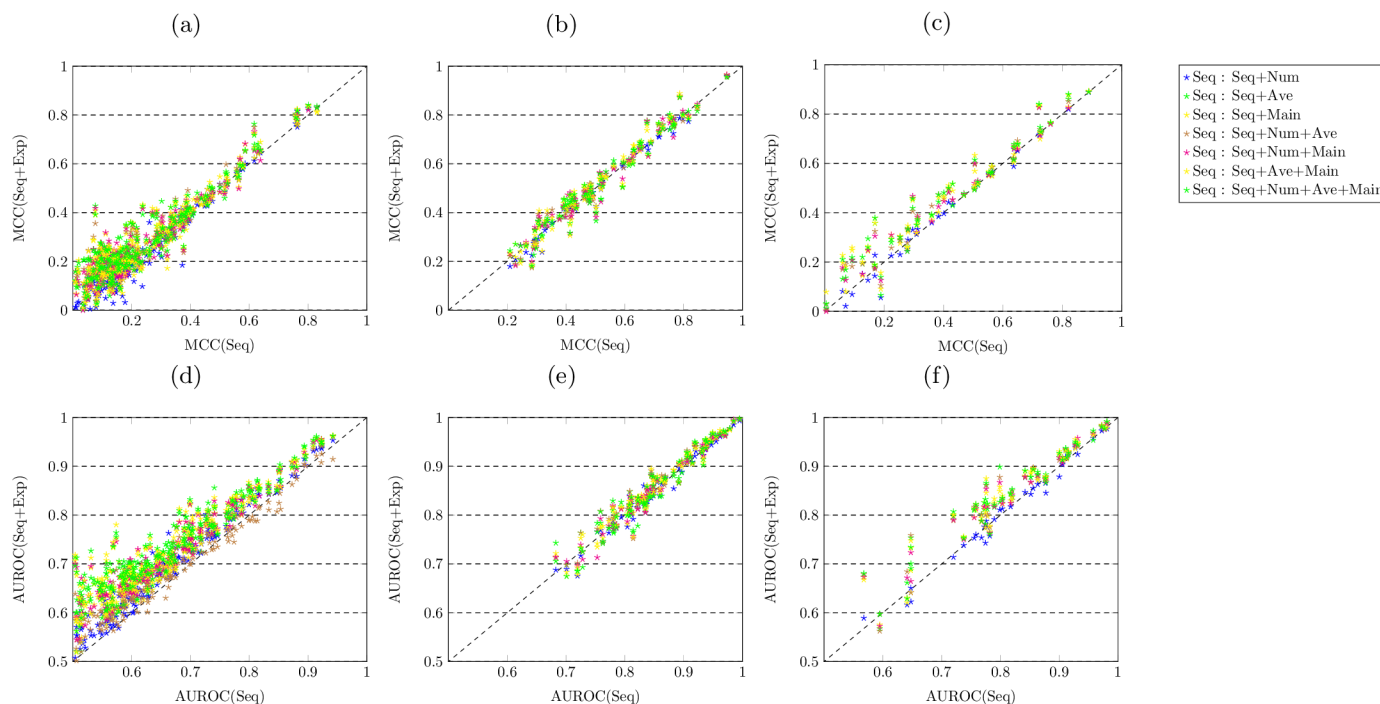 (a)
(b)
(c)
1
0.8
0.6
0.4
0.2
0
0.2
0.4
0.6
0.8
1
MCC(Seq+Exp)
MCC(Seq)
1
0.8
0.6
0.4
0.2
0
0.2
0.4
0.6
0.8
1
MCC(Seq+Exp)
MCC(Seq)
1
0.8
0.6
0.4
0.2
0
0.2
0.4
0.6
0.8
1
MCC(Seq+Exp)
MCC(Seq)
Seq : Seq+Num
Seq : Seq+Ave
Seq : Seq+Main
Seq : Seq+Num+Ave
Seq : Seq+Num+Main
Seq : Seq+Ave+Main
Seq : Seq+Num+Ave+Main
(d)
(e)
(f)
1
0.9
0.8
0.7
0.6
0.5
0.6
0.7
0.8
0.9
1
AUROC(Seq+Exp)
AUROC(Seq)
1
0.9
0.8
0.7
0.6
0.5
0.6
0.7
0.8
0.9
1
AUROC(Seq+Exp)
AUROC(Seq)
1
0.9
0.8
0.7
0.6
0.5
0.6
0.7
0.8
0.9
1
AUROC(Seq+Exp)
AUROC(Seq)